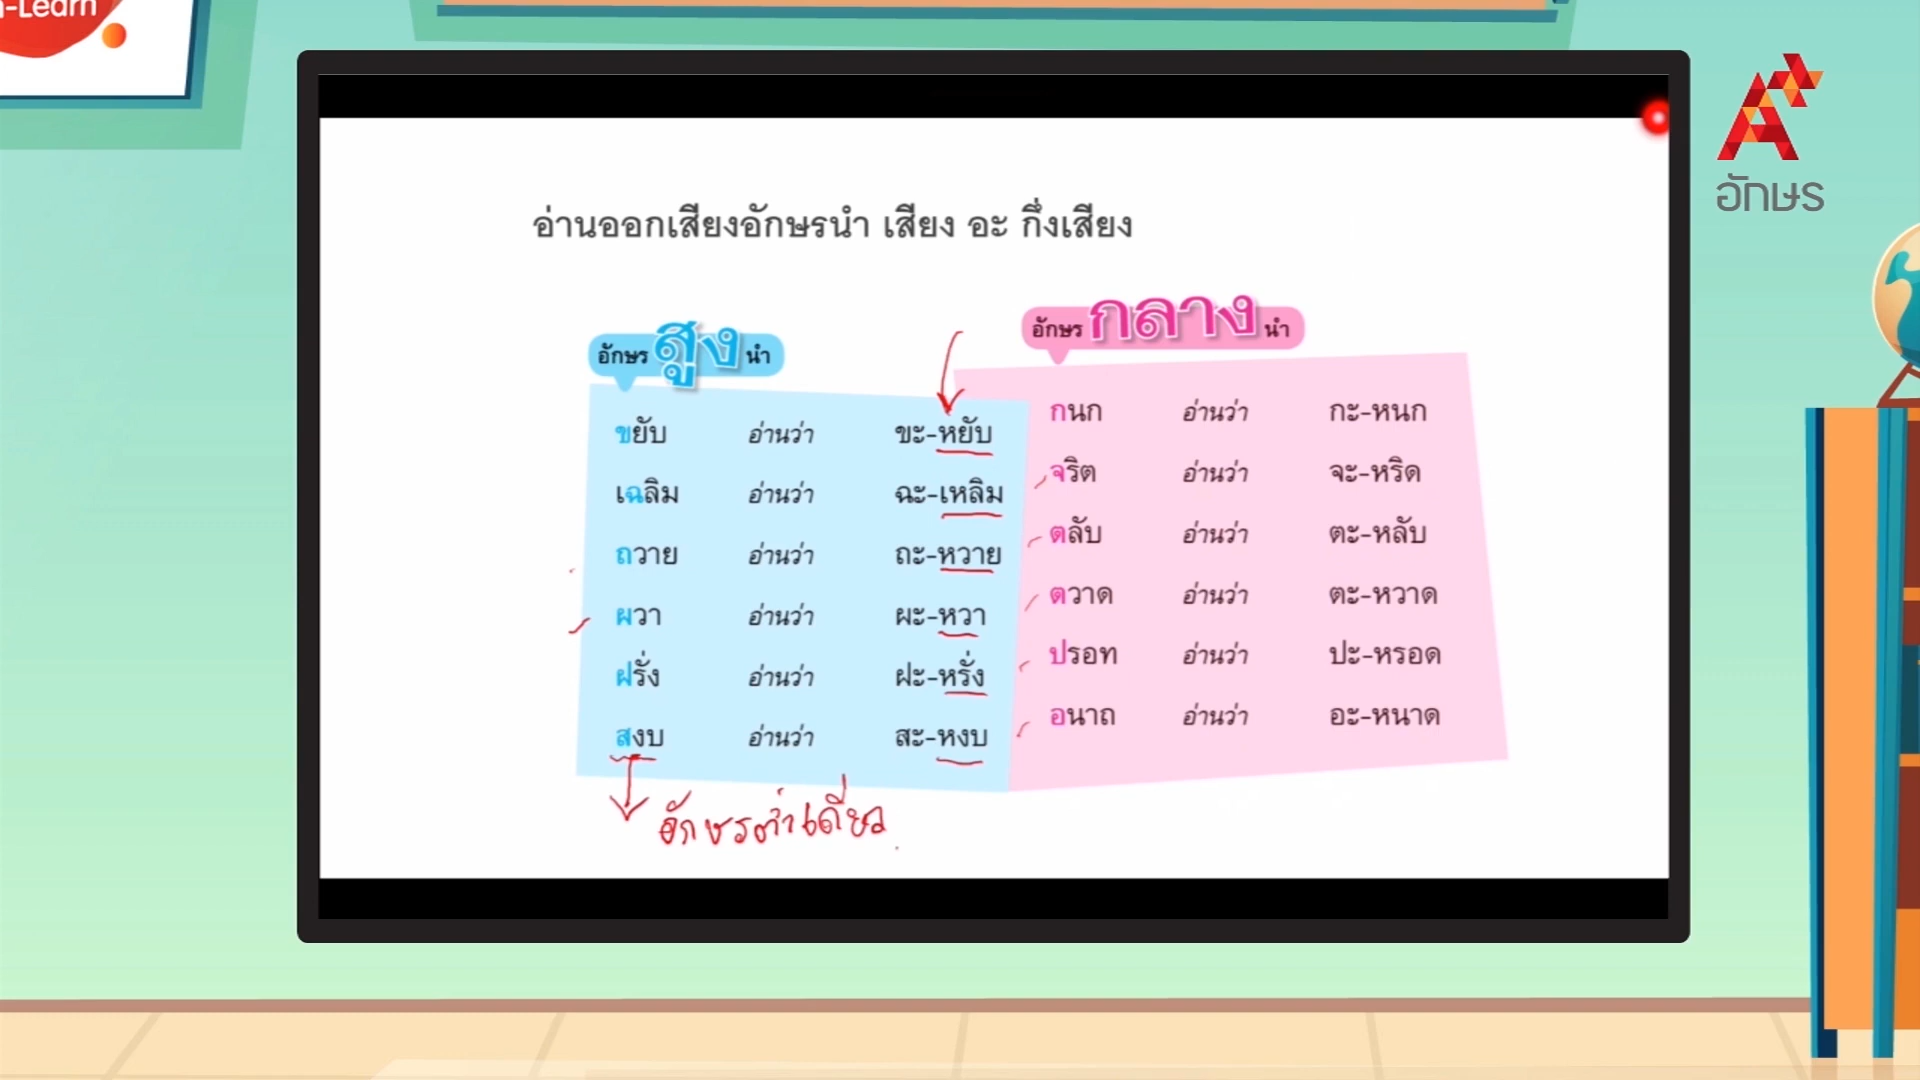 -Learn
อักษร
อ่านออกเสียงอักษรนำ เสียง อะ กึ่งเสียง
อักษร สูง นำ
ขยับ อ่านว่า ขะ-หยับ
เฉลิม อ่านว่า ฉะ-เหลิม
ถวาย อ่านว่า ถะ-หวาย
ผวา อ่านว่า ผะ-หวา
ฝรั่ง อ่านว่า ฝะ-หรั่ง
สงบ อ่านว่า สะ-หงบ
อักษรต่ำเดี่ยว
อักษร กลาง นำ
กนก อ่านว่า กะ-หนก
จริต อ่านว่า จะ-หริด
ตลับ อ่านว่า ตะ-หลับ
ตวาด อ่านว่า ตะ-หวาด
ปรอท อ่านว่า ปะ-หรอด
อนาถ อ่านว่า อะ-หนาด